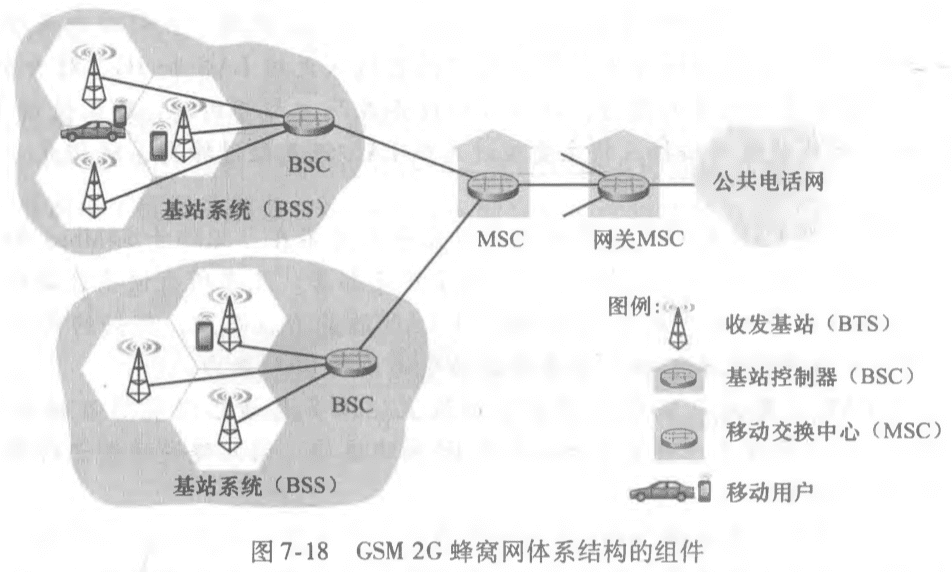 BSC
基站系统（BSS）
MSC
网关MSC
公共电话网
BSC
基站系统（BSS）
图例:
收发基站（BTS）
基站控制器（BSC）
移动交换中心（MSC）
移动用户
图 7-18 GSM 2G 蜂窝网体系结构的组件